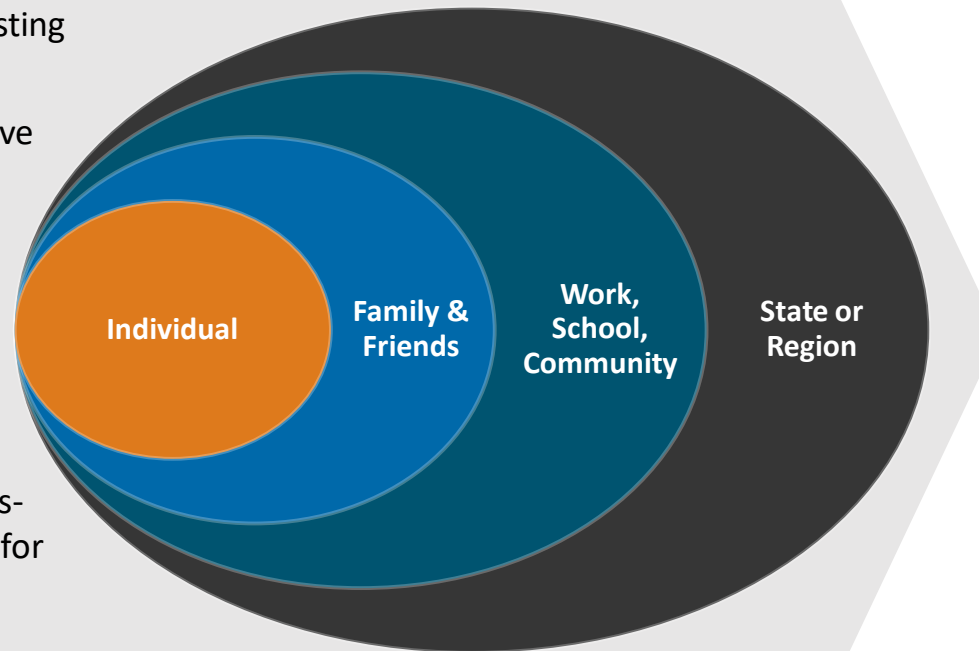 sting
ve
Individual
Family &
Friends
Work,
School,
Community
State or
Region
s-
for